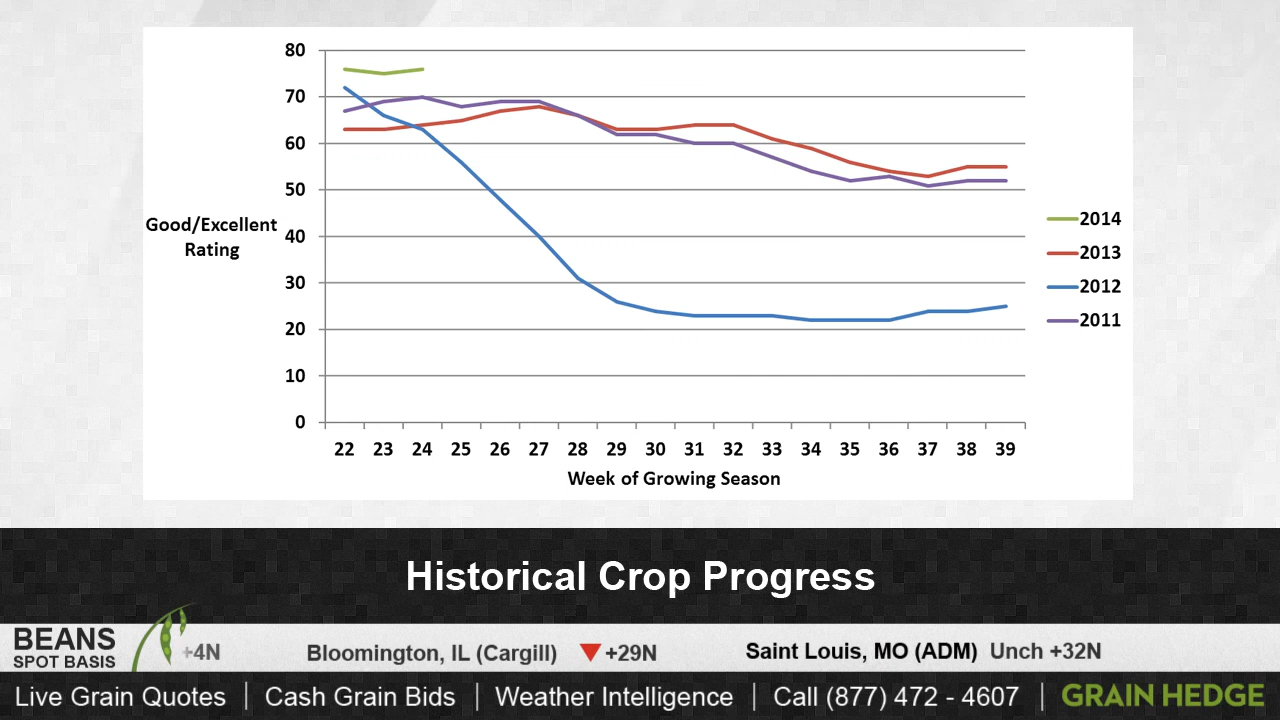 80
70
60
50
40
30
20
10
0
Good/Excellent
Rating
22 23 24 25 26 27 28 29 30 31 32 33 34 35 36 37 38 39
Week of Growing Season
2014
2013
2012
2011
Historical Crop Progress
BEANS
SPOT BASIS
+4N Bloomington, IL (Cargill) +29N Saint Louis, MO (ADM) Unch +32N
Live Grain Quotes | Cash Grain Bids | Weather Intelligence | Call (877) 472 - 4607 | GRAIN HEDGE